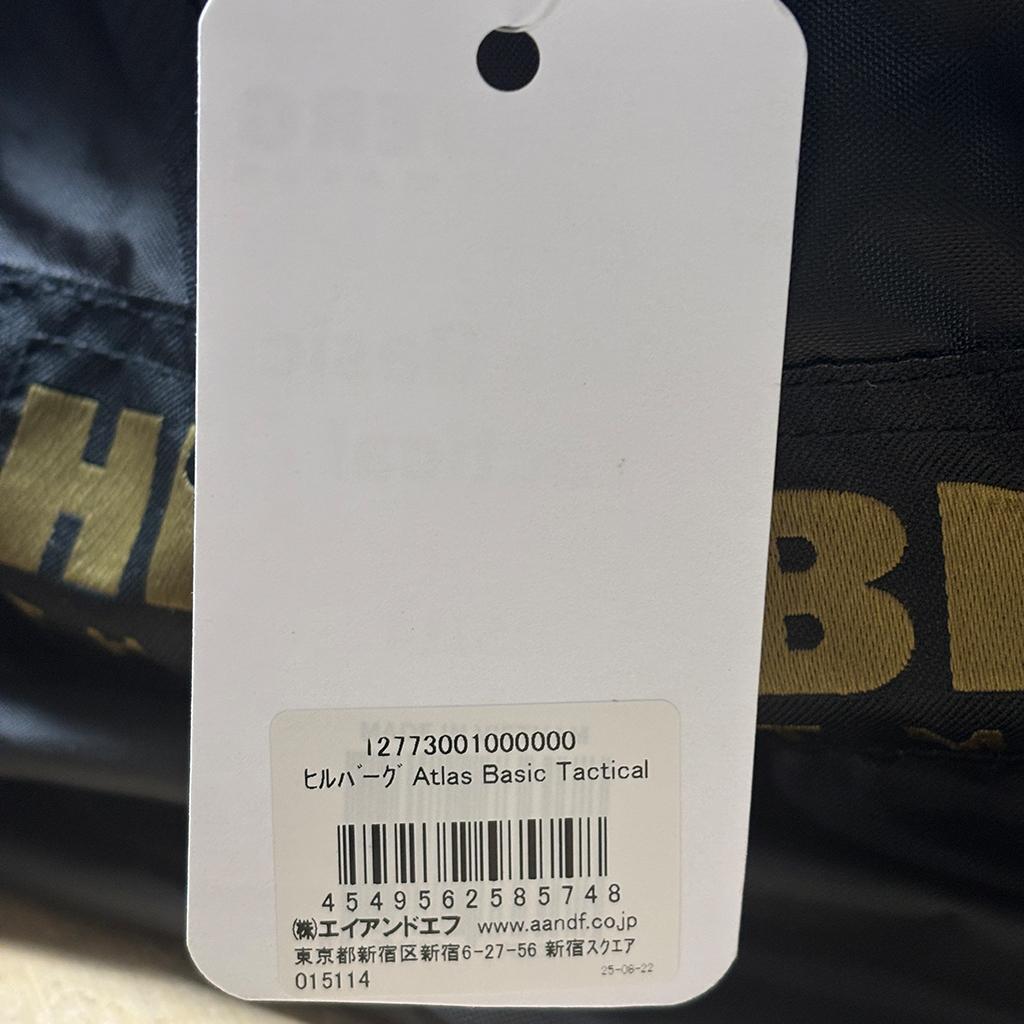 H
B
12773001000000
ﾋﾙﾊﾞｰｸﾞ Atlas Basic Tactical
4549562585748
㈱エイアンドエフ www.aandf.co.jp
東京都新宿区新宿6-27-56 新宿ｽｸｴｱ
015114
25-08-22